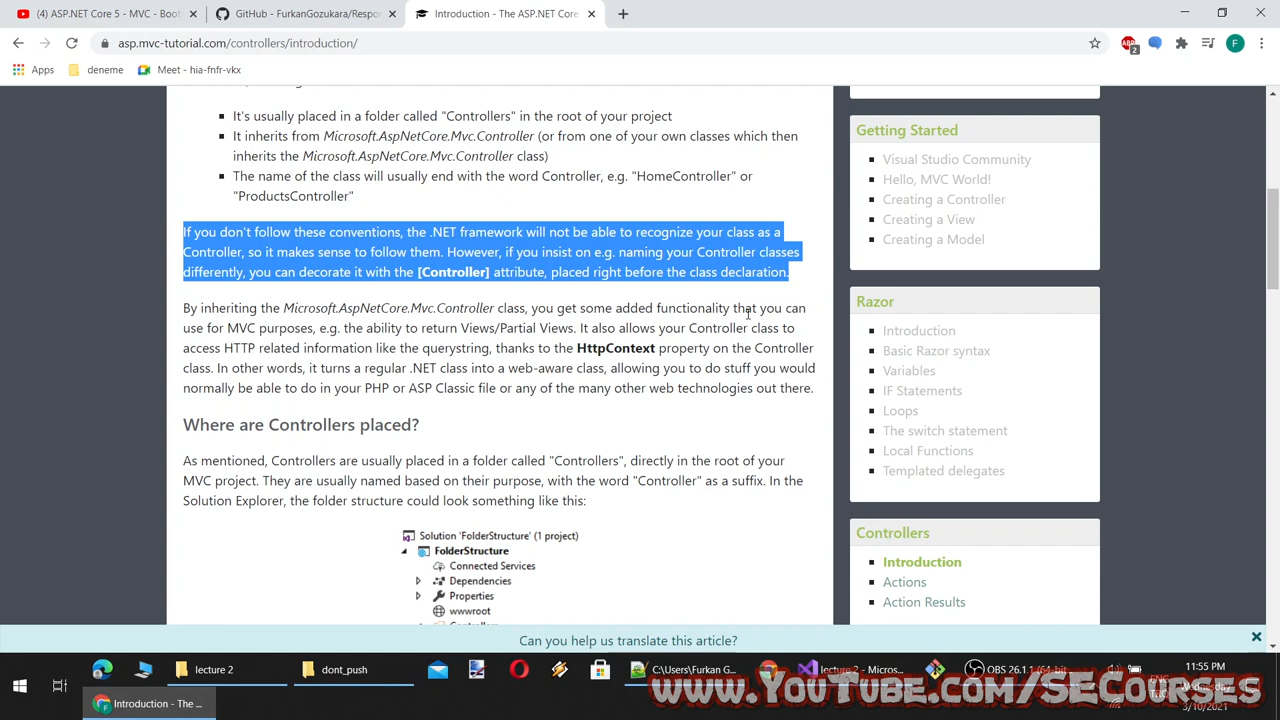 (4) ASP.NET Core 5 - MVC - Boot
GitHub - FurkanGozukara/Respo
Introduction - The ASP.NET Core
asp.mvc-tutorial.com/controllers/introduction/
2
F
Apps
deneme
Meet - hia-fnfr-vkx
It's usually placed in a folder called "Controllers" in the root of your project
It inherits from Microsoft.AspNetCore.Mvc.Controller (or from one of your own classes which then
inherits the Microsoft.AspNetCore.Mvc.Controller class)
The name of the class will usually end with the word Controller, e.g. "HomeController" or
"ProductsController"
If you don't follow these conventions, the .NET framework will not be able to recognize your class as a
Controller, so it makes sense to follow them. However, if you insist on e.g. naming your Controller classes
differently, you can decorate it with the [Controller] attribute, placed right before the class declaration.
By inheriting the Microsoft.AspNetCore.Mvc.Controller class, you get some added functionality that you can
use for MVC purposes, e.g. the ability to return Views/Partial Views. It also allows your Controller class to
access HTTP related information like the querystring, thanks to the HttpContext property on the Controller
class. In other words, it turns a regular .NET class into a web-aware class, allowing you to do stuff you would
normally be able to do in your PHP or ASP Classic file or any of the many other web technologies out there.
Where are Controllers placed?
As mentioned, Controllers are usually placed in a folder called "Controllers", directly in the root of your
MVC project. They are usually named based on their purpose, with the word "Controller" as a suffix. In the
Solution Explorer, the folder structure could look something like this:
Solution 'FolderStructure' (1 project)
FolderStructure
Connected Services
Dependencies
Properties
wwwroot
Getting Started
Visual Studio Community
Hello, MVC World!
Creating a Controller
Creating a View
Creating a Model
Razor
Introduction
Basic Razor syntax
Variables
IF Statements
Loops
The switch statement
Local Functions
Templated delegates
Controllers
Introduction
Actions
Action Results
Can you help us translate this article?
lecture 2
dont_push
C:\Users\Furkan G...
lecture 2 - Micros...
OBS 26.1.1 (64-bit...
ENG
11:55 PM
Wednesday
3/10/2021
Introduction - The ...
www.YouTube.com/SECourses